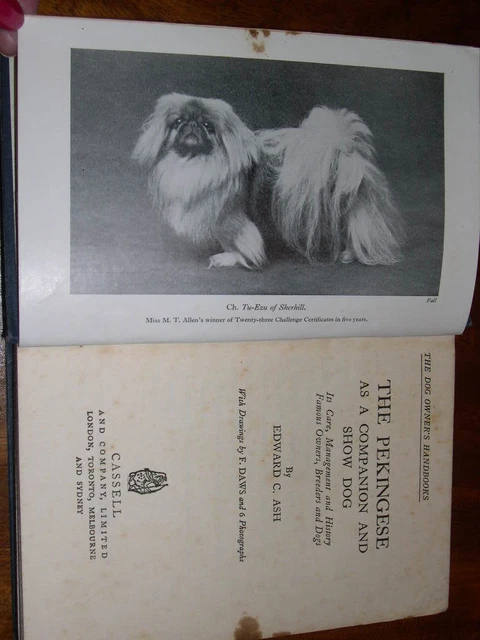 Ch. Tu-Ezu of Sherhill.
Fall
Miss M. T. Allen's winner of Twenty-three Challenge Certificates in five years.
THE DOG OWNER'S HANDBOOKS
THE PEKINGESE
AS A COMPANION AND
SHOW DOG
Its Care, Management and History
Famous Owners, Breeders and Dogs
By
EDWARD C. ASH
With Drawings by F. DAWS and 6 Photographs
CASSELL
AND COMPANY, LIMITED
LONDON, TORONTO, MELBOURNE
AND SYDNEY